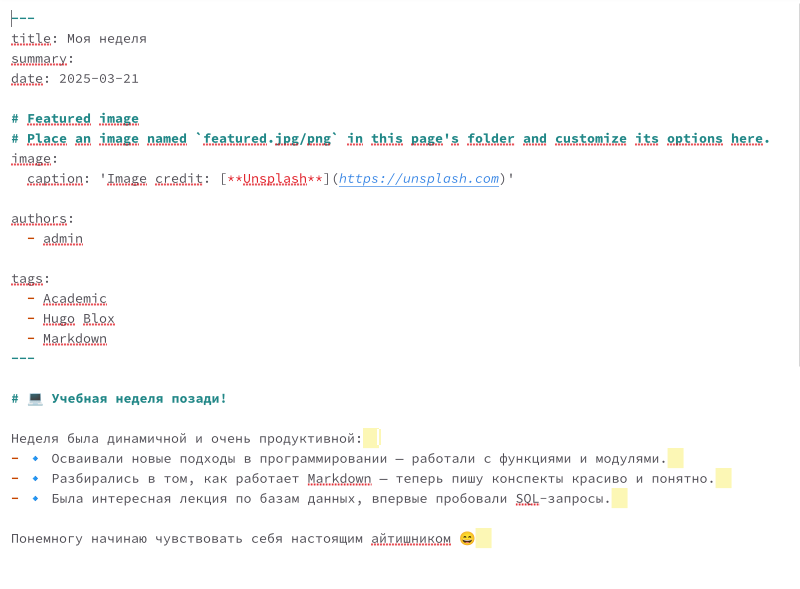 ---
title: Моя неделя
summary:
date: 2025-03-21
# Featured image
# Place an image named `featured.jpg/png` in this page's folder and customize its options here.
image:
  caption: 'Image credit: [**Unsplash**](https://unsplash.com)'
authors:
  - admin
tags:
  - Academic
  - Hugo Blox
  - Markdown
---
# 💻 Учебная неделя позади!
Неделя была динамичной и очень продуктивной:
- 🔹 Осваивали новые подходы в программировании — работали с функциями и модулями.
- 🔹 Разбирались в том, как работает Markdown — теперь пишу конспекты красиво и понятно.
- 🔹 Была интересная лекция по базам данных, впервые пробовали SQL-запросы.
Понемногу начинаю чувствовать себя настоящим айтишником 😄